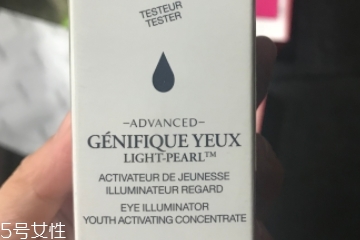 TESTEUR
TESTER
-ADVANCED-
GÉNIFIQUE YEUX
LIGHT-PEARL™
ACTIVATEUR DE JEUNESSE
ILLUMINATEUR REGARD
EYE ILLUMINATOR
YOUTH ACTIVATING CONCENTRATE
5号女性